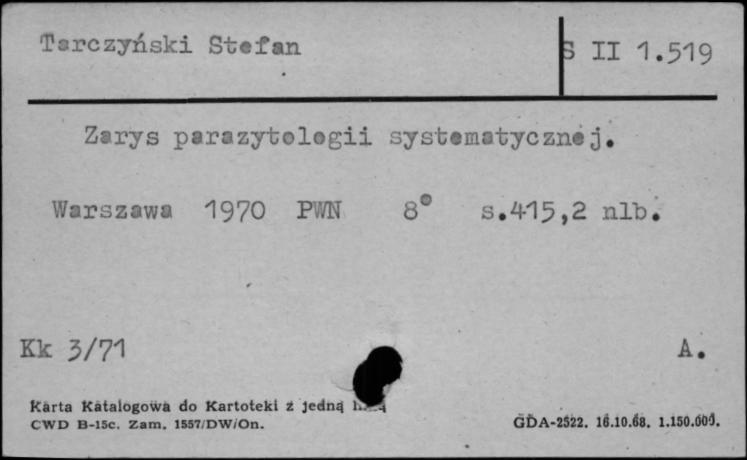 Tarczyński Stefan
S II 1.519
Zarys parazytologii systematycznej.
Warszawa 1970 PWN 8° s.415,2 nlb.
Kk 3/71
A.
Karta Katalogowa do Kartoteki z jedną
CWD B-15c. Zam. 1557/DW/On.
GDA-2522. 16.10.68. 1.150.000.